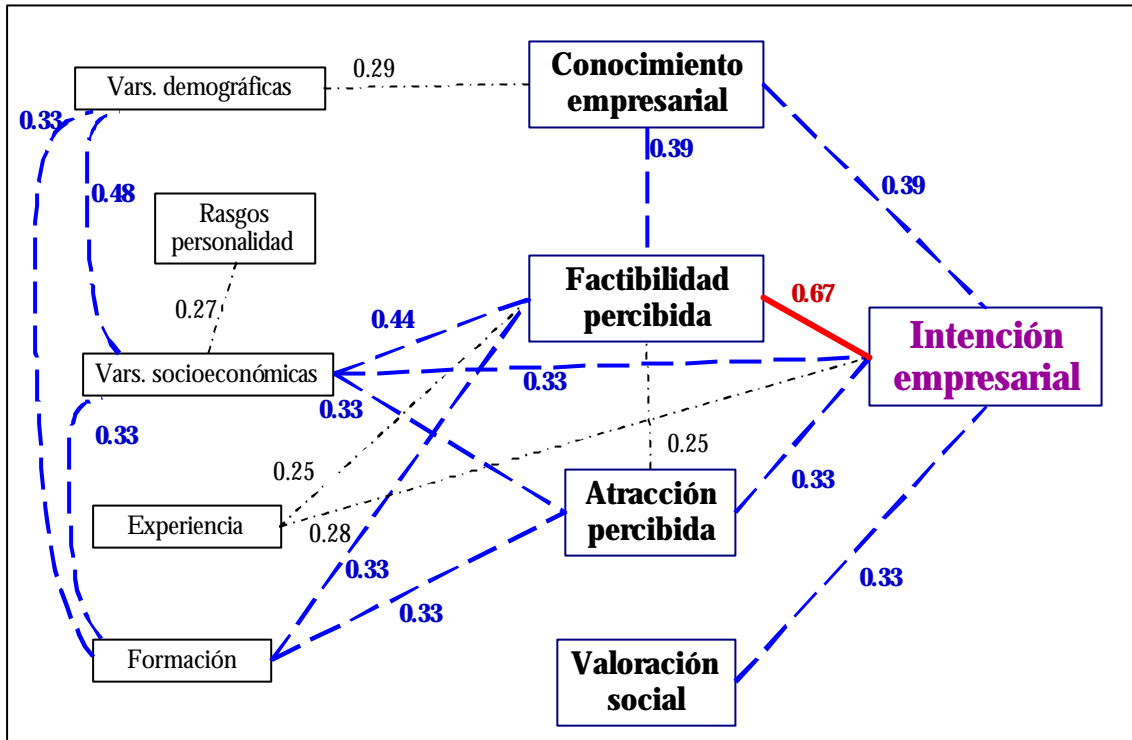 Conocimiento
empresarial
0.29
Vars. demográficas
0.33
0.39
0.39
0.48
Rasgos
personalidad
Factibilidad
percibida
0.67
0.27
0.44
Intención
empresarial
Vars. socioeconómicas
0.33
0.33
0.33
0.25
0.25
Atracción
percibida
0.33
Experiencia
0.28
0.33
0.33
Formación
Valoración
social
0.33